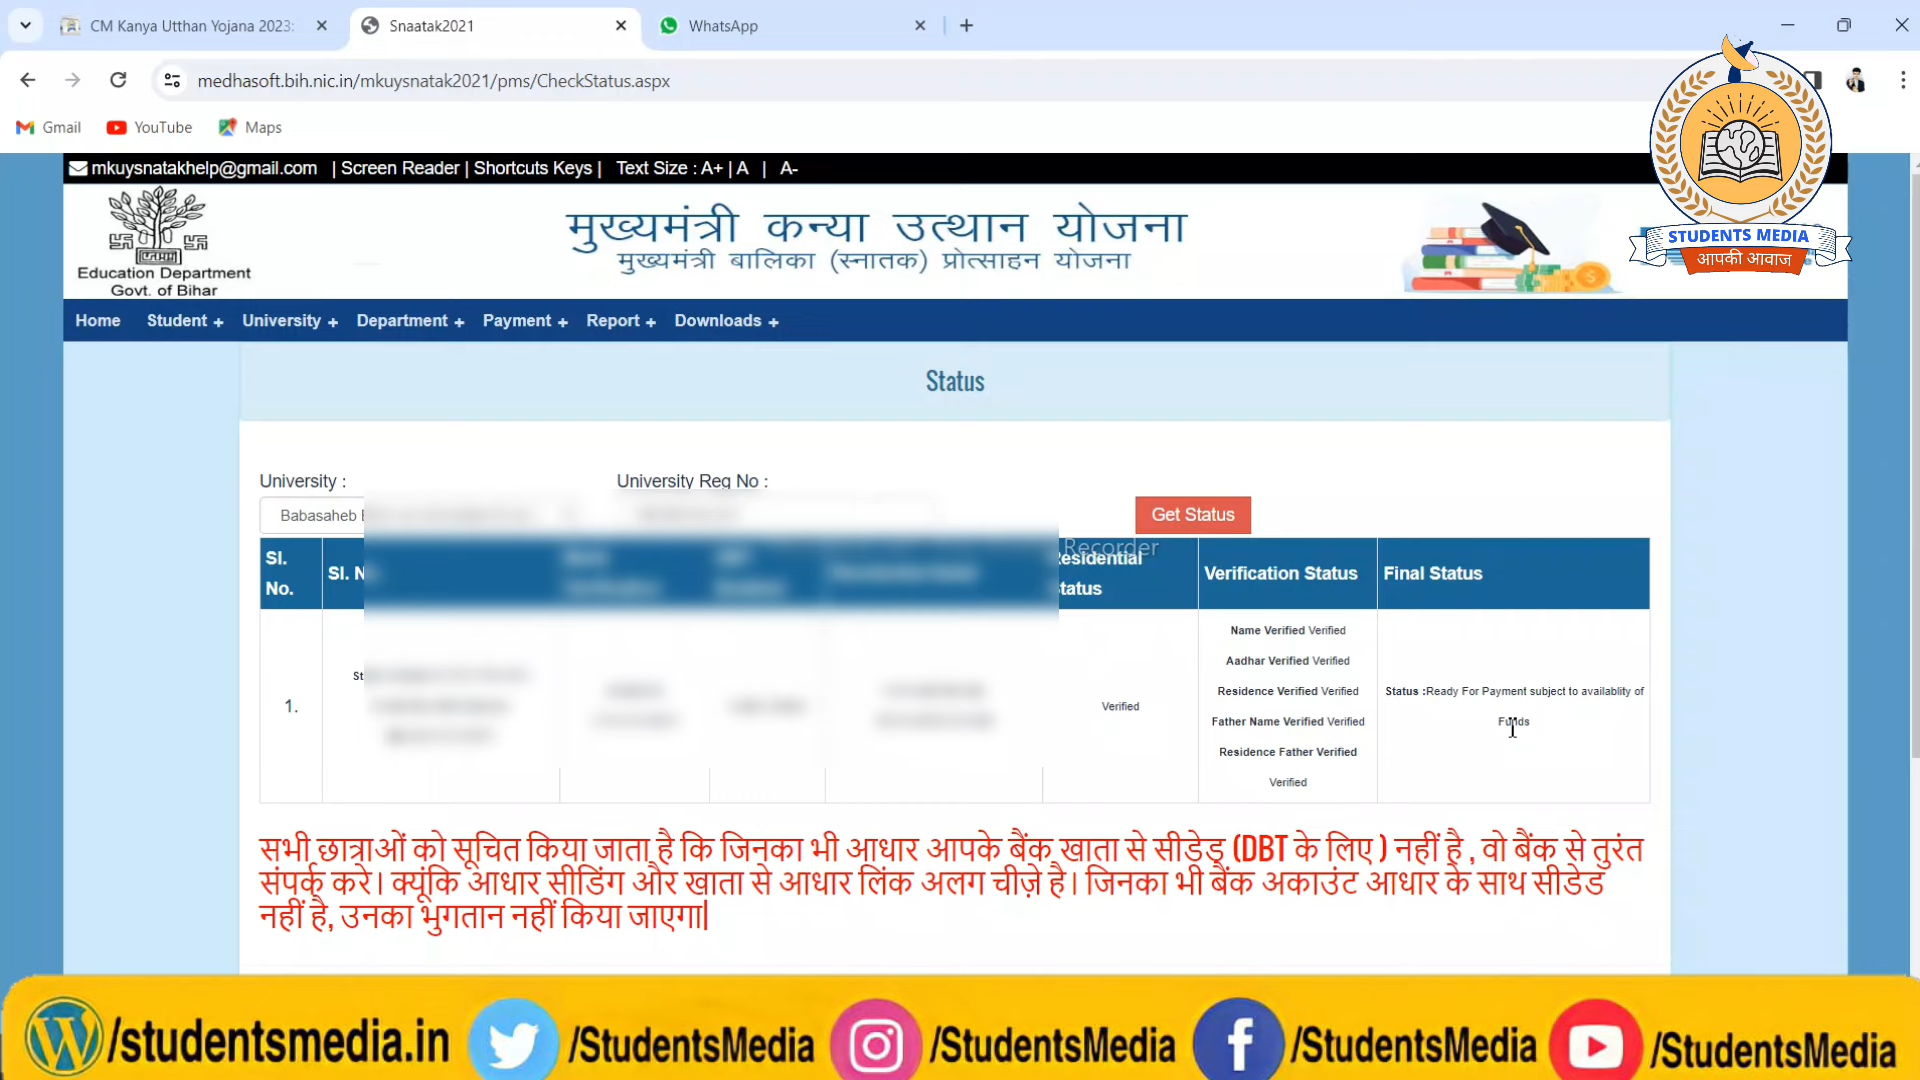 CM Kanya Utthan Yojana 2023:
Snaatak2021
WhatsApp
medhasoft.bih.nic.in/mkuysnatak2021/pms/CheckStatus.aspx
Gmail
YouTube
Maps
mkuysnatakhelp@gmail.com | Screen Reader | Shortcuts Keys | Text Size : A+ | A | A-
Education Department
Govt. of Bihar
मुख्यमंत्री कन्या उत्थान योजना
मुख्यमंत्री बालिका (स्नातक) प्रोत्साहन योजना
STUDENTS MEDIA
आपकी आवाज
Home Student + University + Department + Payment + Report + Downloads +
Status
University :
University Reg No :
Babasaheb
Get Status
Recorder
Sl.
No.
Sl.
Residential
Status
Verification Status
Final Status
1.
St
Verified
Name Verified Verified
Aadhar Verified Verified
Residence Verified Verified
Father Name Verified Verified
Residence Father Verified
Verified
Status :Ready For Payment subject to availablity of
Funds
सभी छात्राओं को सूचित किया जाता है कि जिनका भी आधार आपके बैंक खाता से सीडेड (DBT के लिए ) नहीं है , वो बैंक से तुरंत
संपर्क करे। क्यूंकि आधार सीडिंग और खाता से आधार लिंक अलग चीज़े है। जिनका भी बैंक अकाउंट आधार के साथ सीडेड
नहीं है, उनका भुगतान नहीं किया जाएगा|
/studentsmedia.in
/StudentsMedia
/StudentsMedia
/StudentsMedia
/StudentsMedia